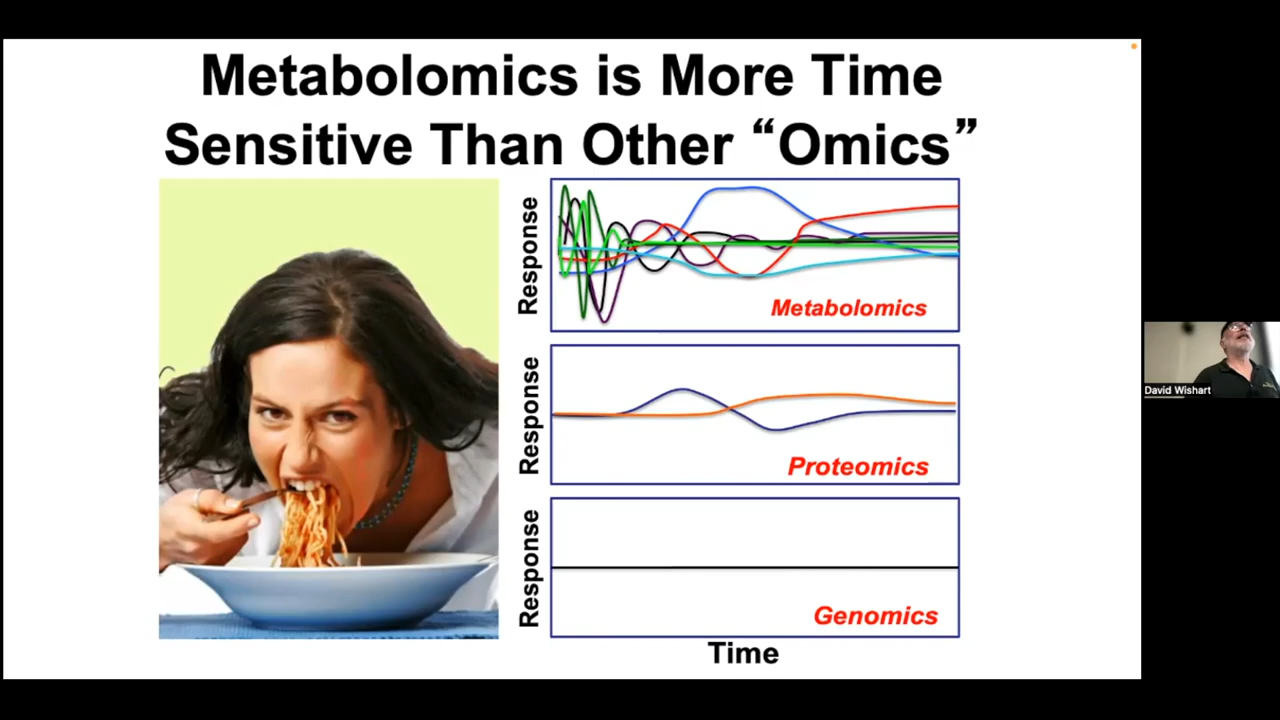 Metabolomics is More Time
Sensitive Than Other “Omics”
Response
Metabolomics
Response
Proteomics
Response
Genomics
Time
David Wishart